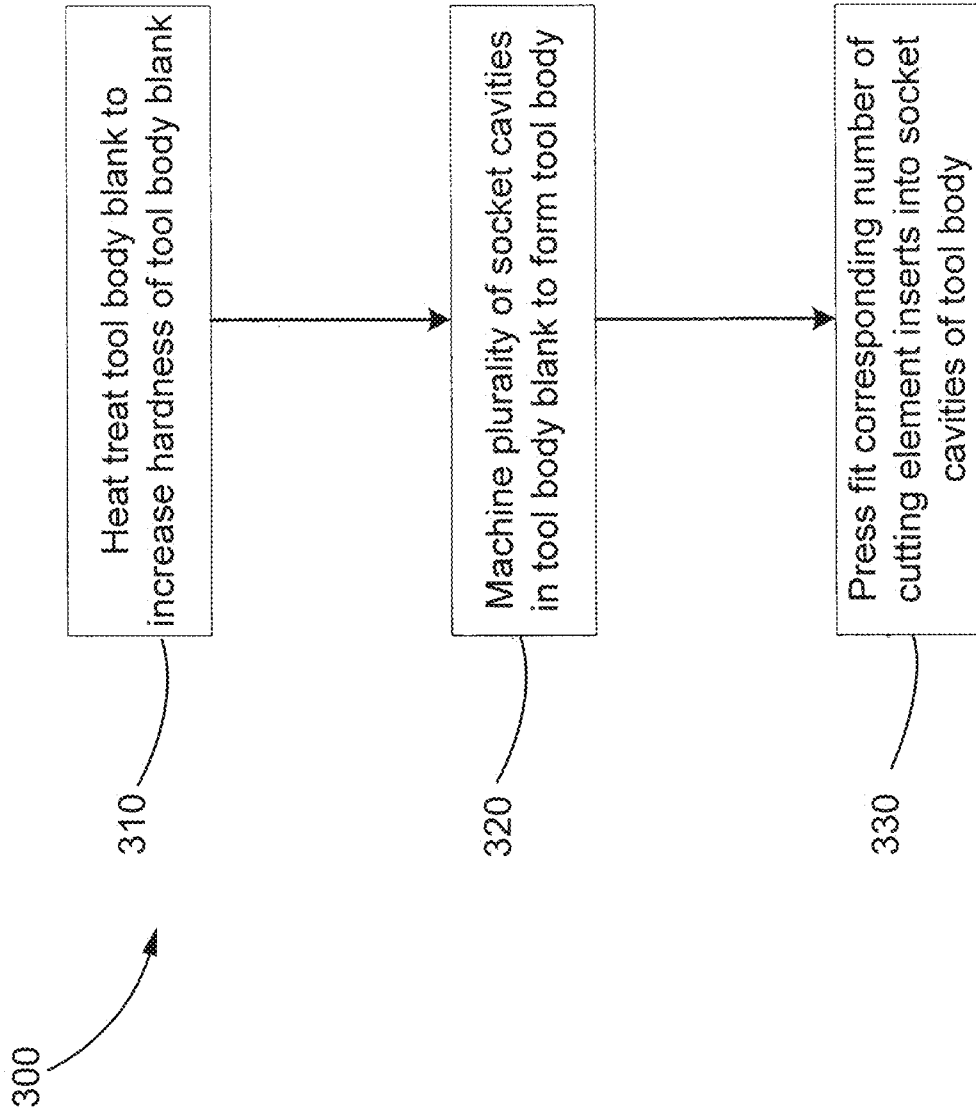 300
310
Heat treat tool body blank to
increase hardness of tool body blank
320
Machine plurality of socket cavities
in tool body blank to form tool body
330
Press fit corresponding number of
cutting element inserts into socket
cavities of tool body